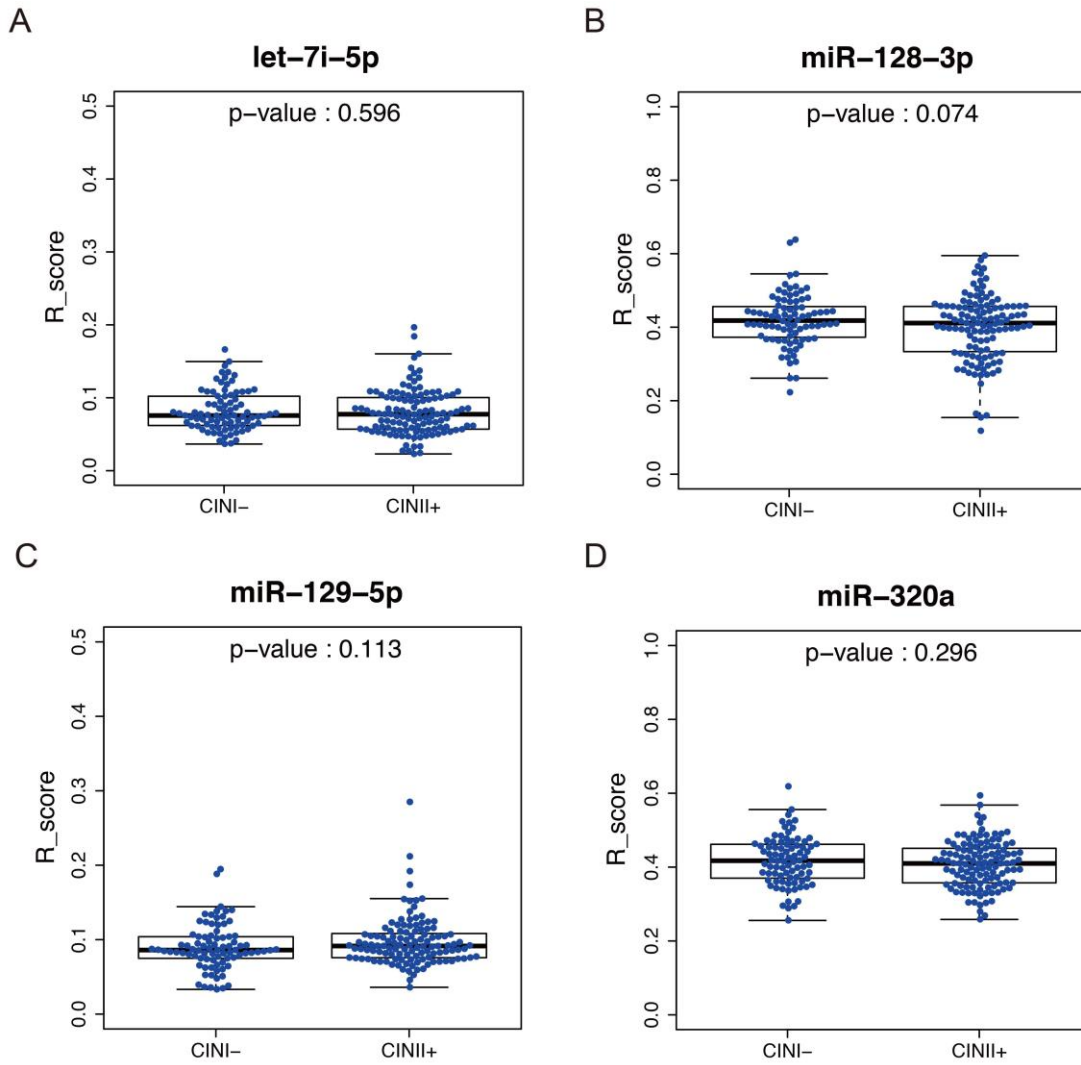 A
let−7i−5p
p−value : 0.596
R_score
0.5
0.4
0.3
0.2
0.1
0.0
CINI−
CINII+
B
miR−128−3p
p−value : 0.074
R_score
1.0
0.8
0.6
0.4
0.2
0.0
CINI−
CINII+
C
miR−129−5p
p−value : 0.113
R_score
0.5
0.4
0.3
0.2
0.1
0.0
CINI−
CINII+
D
miR−320a
p−value : 0.296
R_score
1.0
0.8
0.6
0.4
0.2
0.0
CINI−
CINII+